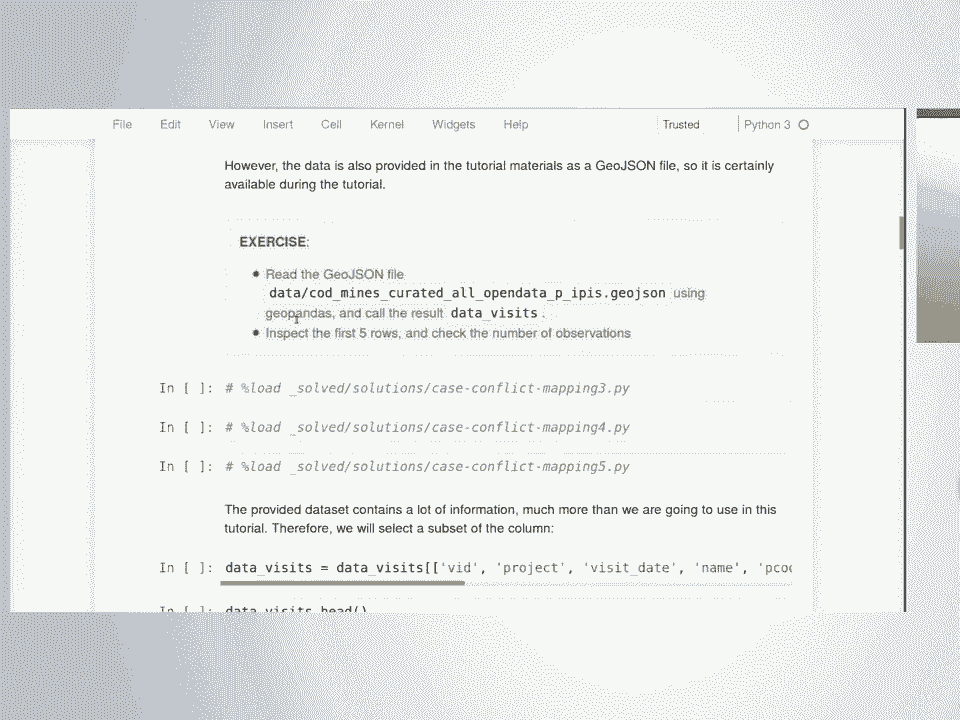 File Edit View Insert Cell Kernel Widgets Help Trusted Python 3
However, the data is also provided in the tutorial materials as a GeoJSON file, so it is certainly
available during the tutorial.
EXERCISE:
Read the GeoJSON file
data/cod_mines_curated_all_opendata_p_ipis.geojson using
geopandas, and call the result data_visits .
Inspect the first 5 rows, and check the number of observations
In [ ]: # %load _solved/solutions/case-conflict-mapping3.py
In [ ]: # %load _solved/solutions/case-conflict-mapping4.py
In [ ]: # %load _solved/solutions/case-conflict-mapping5.py
The provided dataset contains a lot of information, much more than we are going to use in this
tutorial. Therefore, we will select a subset of the column:
In [ ]: data_visits = data_visits[['vid', 'project', 'visit_date', 'name', 'pcod
In [ ]: data_visits.head()